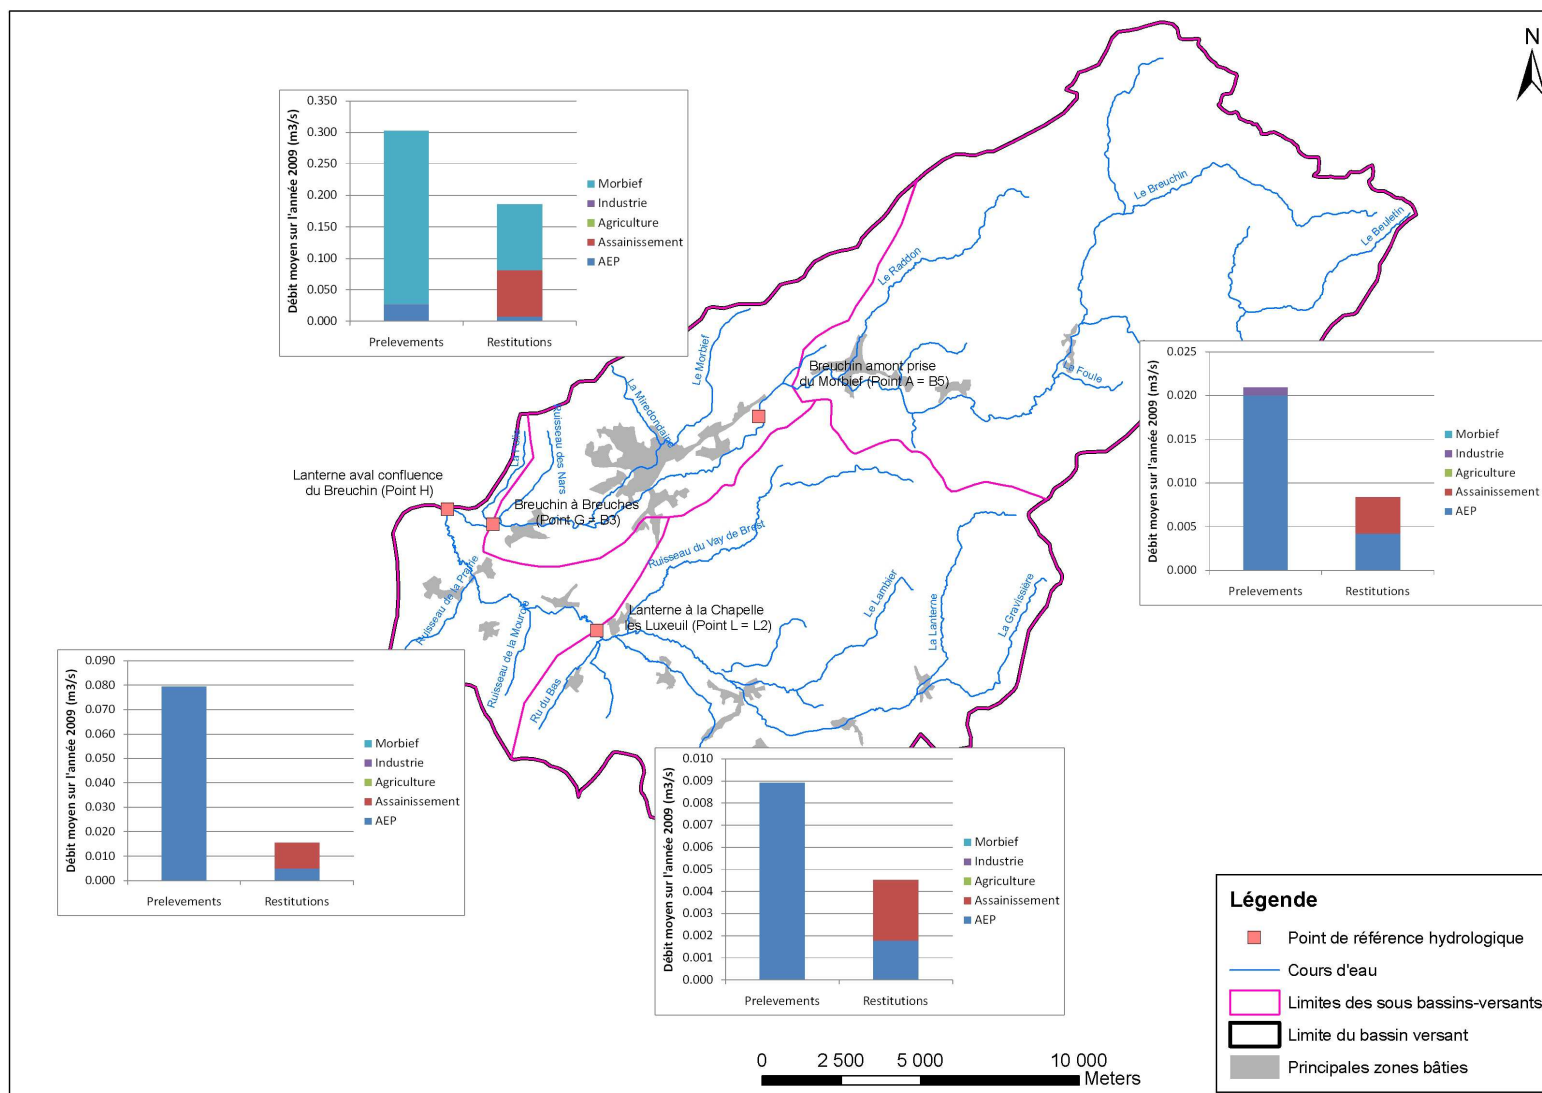 N
0.350
0.300
0.250
0.200
0.150
0.100
0.050
0.000
Débit moyen sur l'année 2009 (m3/s)
Prelevements
Restitutions
Morbief
Industrie
Agriculture
Assainissement
AEP
Le Breuchin
Le Beuletin
Le Raddon
Le Morbief
La Miredondaine
Ruisseau des Nars
La Foule
Breuchin amont prise
du Morbief (Point A = B5)
0.025
0.020
0.015
0.010
0.005
0.000
Débit moyen sur l'année 2009 (m3/s)
Prelevements
Restitutions
Morbief
Industrie
Agriculture
Assainissement
AEP
Lanterne aval confluence
du Breuchin (Point H)
Breuchin à Breuches
(Point G = B3)
Ruisseau du Vay de Brest
Ruisseau de la Prairie
Ruisseau de la Mourole
Ru du Bas
Le Lambier
La Lanterne
La Gravissière
Lanterne à la Chapelle
les Luxeuil (Point L = L2)
0.090
0.080
0.070
0.060
0.050
0.040
0.030
0.020
0.010
0.000
Débit moyen sur l'année 2009 (m3/s)
Prelevements
Restitutions
Morbief
Industrie
Agriculture
Assainissement
AEP
0.010
0.009
0.008
0.007
0.006
0.005
0.004
0.003
0.002
0.001
0.000
Débit moyen sur l'année 2009 (m3/s)
Prelevements
Restitutions
Morbief
Industrie
Agriculture
Assainissement
AEP
Légende
Point de référence hydrologique
Cours d'eau
Limites des sous bassins-versants
Limite du bassin versant
Principales zones bâties
0 2 500 5 000 10 000
Meters